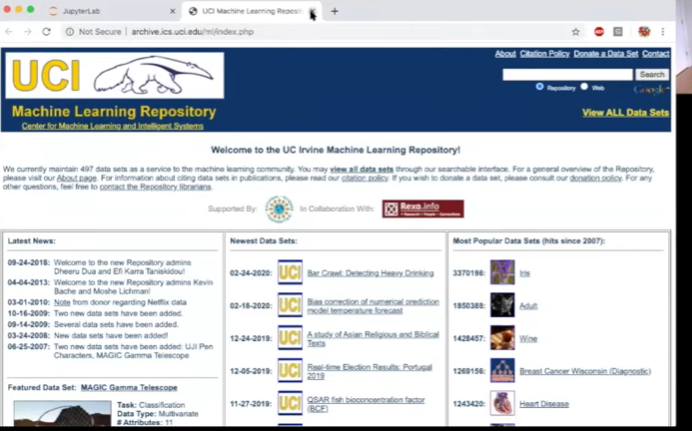 JupyterLab
UCI Machine Learning Reposit
Not Secure | archive.ics.uci.edu/ml/index.php
About Citation Policy Donate a Data Set Contact
Search
Repository Web
Google
View ALL Data Sets
UCI
Machine Learning Repository
Center for Machine Learning and Intelligent Systems
Welcome to the UC Irvine Machine Learning Repository!
We currently maintain 497 data sets as a service to the machine learning community. You may view all data sets through our searchable interface. For a general overview of the Repository,
please visit our About page. For information about citing data sets in publications, please read our citation policy. If you wish to donate a data set, please consult our donation policy. For any
other questions, feel free to contact the Repository librarians.
Supported By: In Collaboration With: Rexa.info
Latest News:
09-24-2018: Welcome to the new Repository admins
Dheeru Dua and Efi Karra Taniskidou!
04-04-2013: Welcome to the new Repository admins Kevin
Bache and Moshe Lichman!
03-01-2010: Note from donor regarding Netflix data
10-16-2009: Two new data sets have been added.
09-14-2009: Several data sets have been added.
03-24-2008: New data sets have been added!
06-25-2007: Two new data sets have been added: UJI Pen
Characters, MAGIC Gamma Telescope
Featured Data Set: MAGIC Gamma Telescope
Task: Classification
Data Type: Multivariate
# Attributes: 11
Newest Data Sets:
02-24-2020: UCI Bar Crawl: Detecting Heavy Drinking
02-18-2020: UCI Bias correction of numerical prediction
model temperature forecast
12-24-2019: UCI A study of Asian Religious and Biblical
Texts
12-05-2019: UCI Real-time Election Results: Portugal
2019
11-27-2019: UCI QSAR fish bioconcentration factor
(BCF)
Most Popular Data Sets (hits since 2007):
3370196: Iris
1850388: Adult
1428457: Wine
1269156: Breast Cancer Wisconsin (Diagnostic)
1243420: Heart Disease